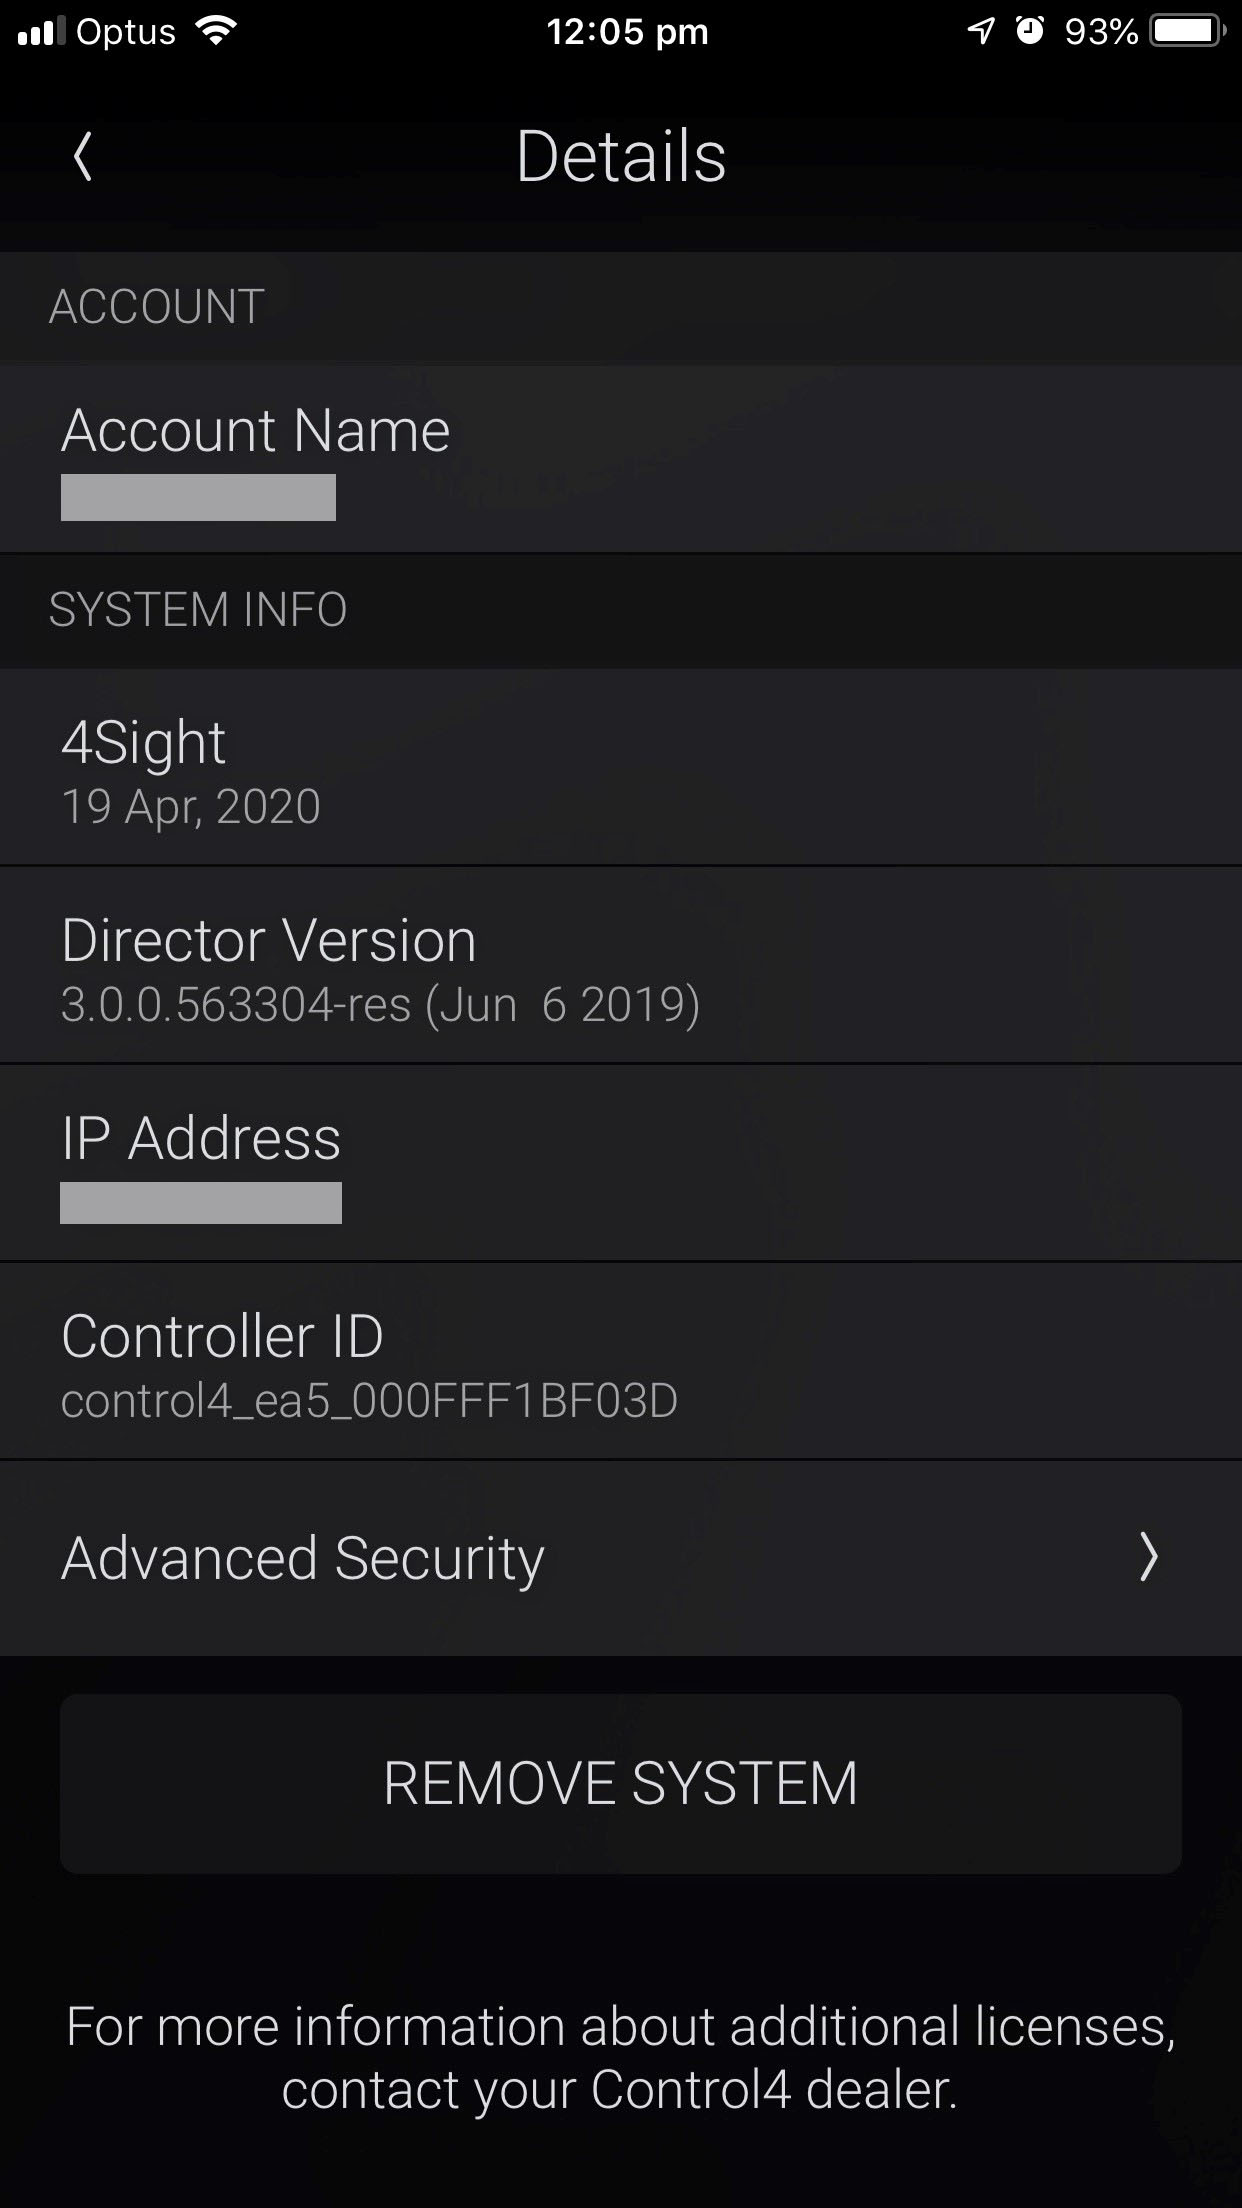 Optus 12:05 pm 93%
Details
ACCOUNT
Account Name
SYSTEM INFO
4Sight
19 Apr, 2020
Director Version
3.0.0.563304-res (Jun  6 2019)
IP Address
Controller ID
control4_ea5_000FFF1BF03D
Advanced Security
REMOVE SYSTEM
For more information about additional licenses,
contact your Control4 dealer.